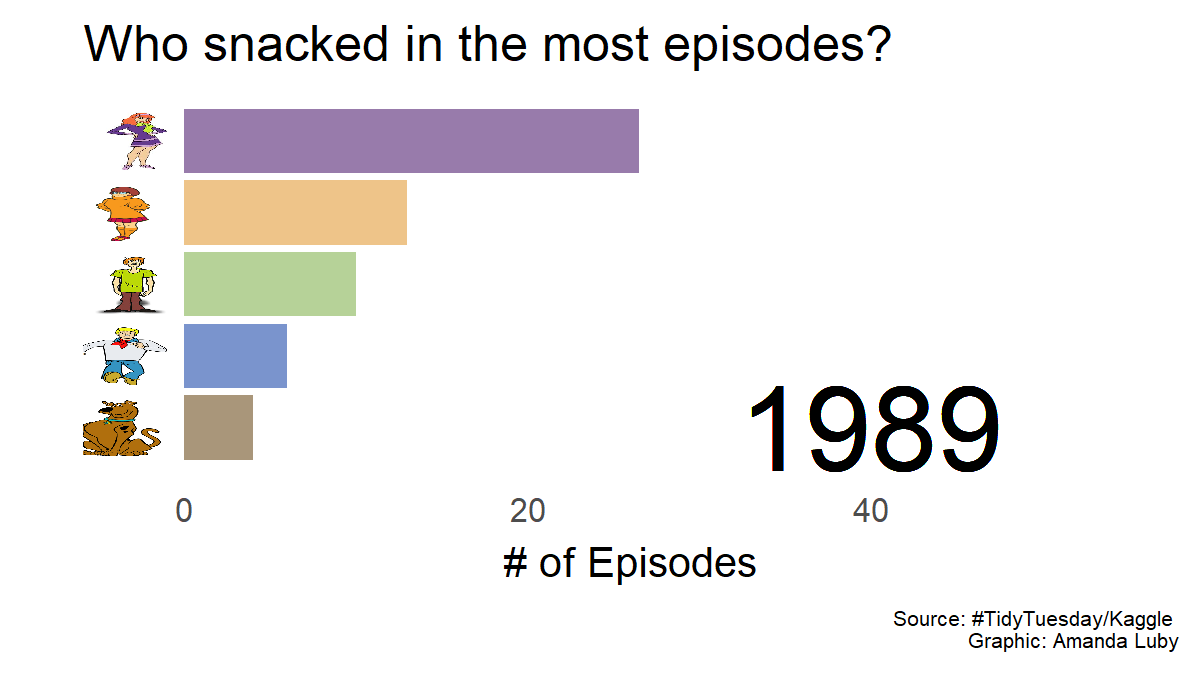 Who snacked in the most episodes?
1989
0 20 40
# of Episodes
Source: #TidyTuesday/Kaggle
Graphic: Amanda Luby